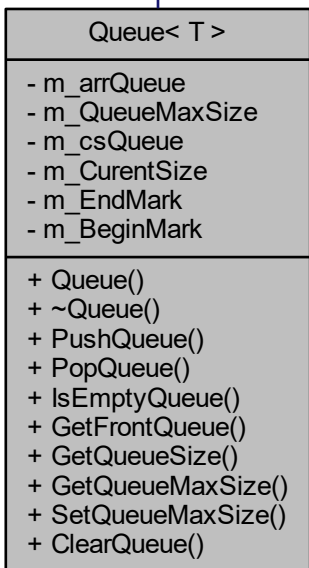 Queue< T >
- m_arrQueue
- m_QueueMaxSize
- m_csQueue
- m_CurentSize
- m_EndMark
- m_BeginMark
+ Queue()
+ ~Queue()
+ PushQueue()
+ PopQueue()
+ IsEmptyQueue()
+ GetFrontQueue()
+ GetQueueSize()
+ GetQueueMaxSize()
+ SetQueueMaxSize()
+ ClearQueue()